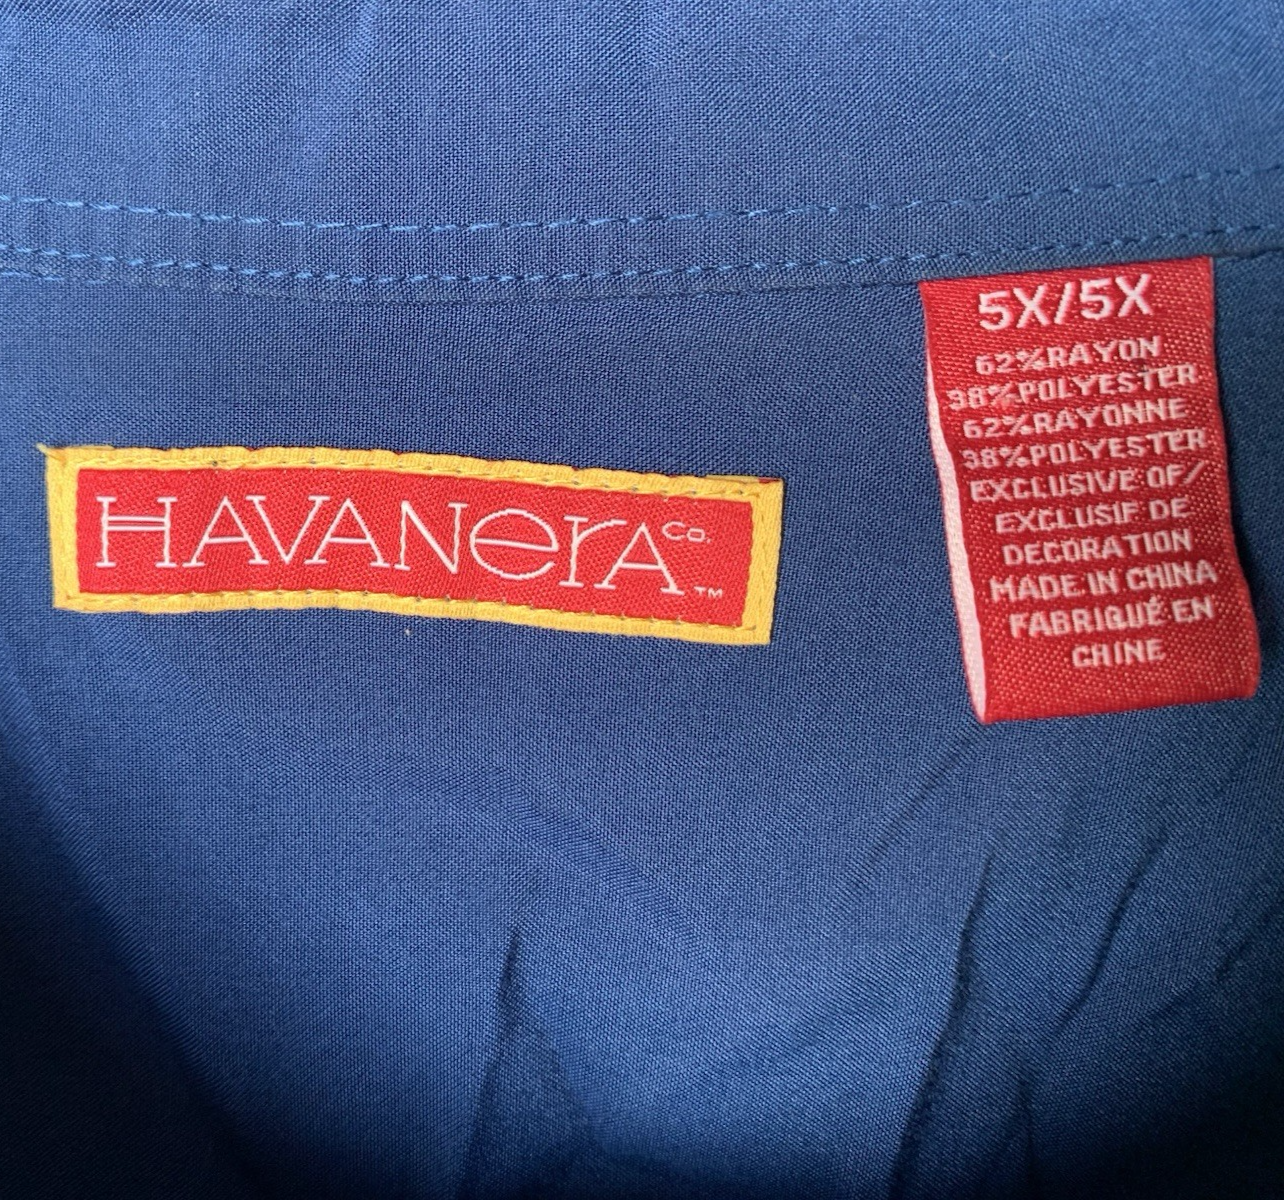 HAVANerA Co. ™
5X/5X
62%RAYON
38%POLYESTER
62%RAYONNE
38%POLYESTER
EXCLUSIVE OF/
EXCLUSIF DE
DECORATION
MADE IN CHINA
FABRIQUÉ EN
CHINE